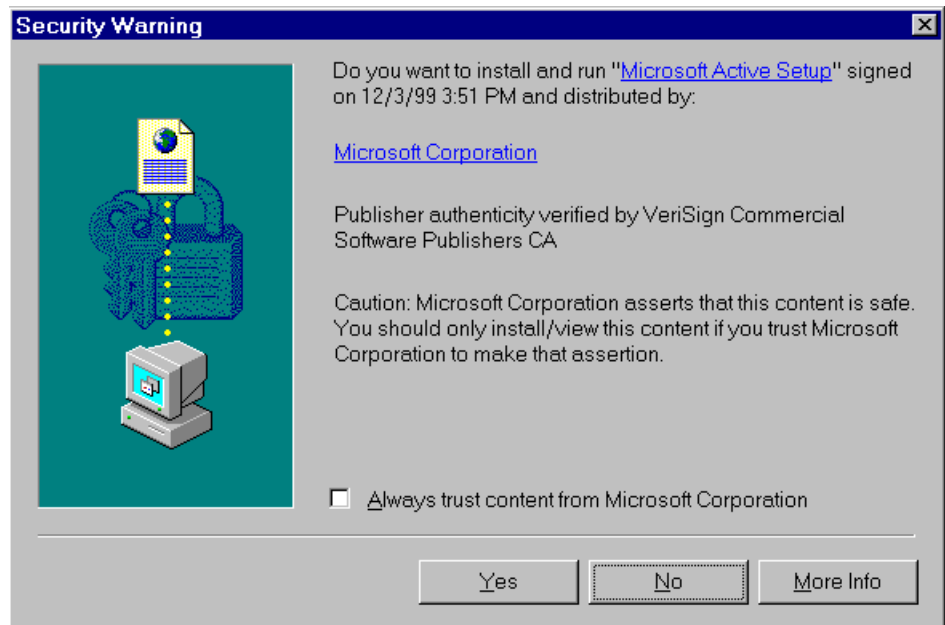 Security Warning
Do you want to install and run "Microsoft Active Setup" signed
on 12/3/99 3:51 PM and distributed by:
Microsoft Corporation
Publisher authenticity verified by VeriSign Commercial
Software Publishers CA
Caution: Microsoft Corporation asserts that this content is safe.
You should only install/view this content if you trust Microsoft
Corporation to make that assertion.
Always trust content from Microsoft Corporation
Yes No More Info